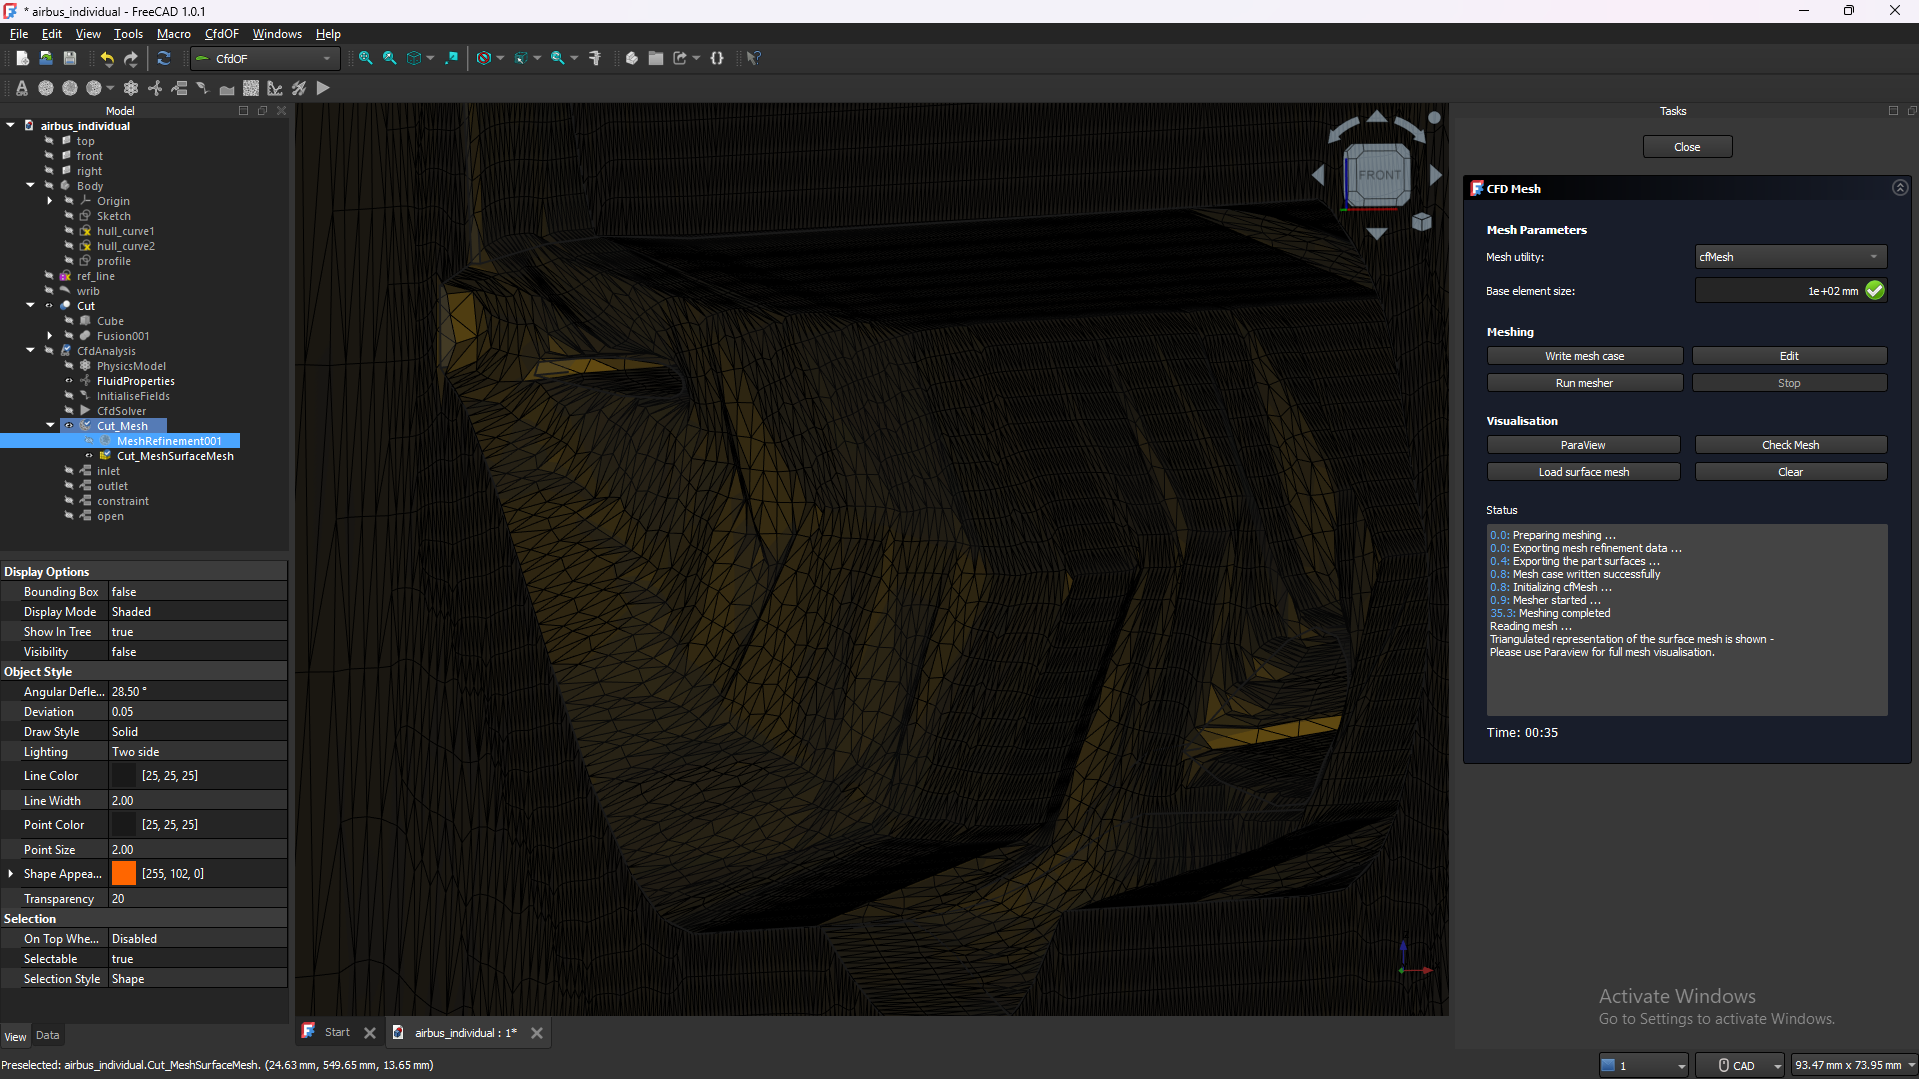 * airbus_individual - FreeCAD 1.0.1
File Edit View Tools Macro CfdOF Windows Help
CfdOF
Model
airbus_individual
top
front
right
Body
Origin
Sketch
hull_curve1
hull_curve2
profile
ref_line
wrib
Cut
Cube
Fusion001
CfdAnalysis
PhysicsModel
FluidProperties
InitialiseFields
CfdSolver
Cut_Mesh
MeshRefinement001
Cut_MeshSurfaceMesh
inlet
outlet
constraint
open
Display Options
Bounding Box false
Display Mode Shaded
Show In Tree true
Visibility false
Object Style
Angular Defle... 28.50 °
Deviation 0.05
Draw Style Solid
Lighting Two side
Line Color [25, 25, 25]
Line Width 2.00
Point Color [25, 25, 25]
Point Size 2.00
Shape Appea... [255, 102, 0]
Transparency 20
Selection
On Top Whe... Disabled
Selectable true
Selection Style Shape
View Data
FRONT
Start
airbus_individual : 1*
Tasks
Close
CFD Mesh
Mesh Parameters
Mesh utility: cfMesh
Base element size: 1e+02 mm
Meshing
Write mesh case Edit
Run mesher Stop
Visualisation
ParaView Check Mesh
Load surface mesh Clear
Status
0.0: Preparing meshing ...
0.0: Exporting mesh refinement data ...
0.4: Exporting the part surfaces ...
0.8: Mesh case written successfully
0.8: Initializing cfMesh ...
0.9: Mesher started ...
35.3: Meshing completed
Reading mesh ...
Triangulated representation of the surface mesh is shown -
Please use Paraview for full mesh visualisation.
Time: 00:35
Activate Windows
Go to Settings to activate Windows.
Preselected: airbus_individual.Cut_MeshSurfaceMesh. (24.63 mm, 549.65 mm, 13.65 mm)
1 CAD 93.47 mm x 73.95 mm